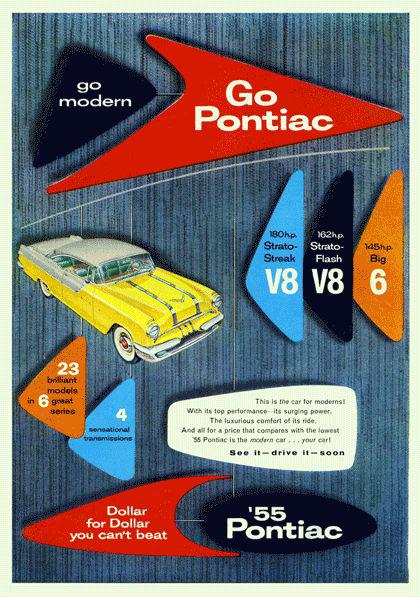 go
modern
Go
Pontiac
180h.p.
Strato-
Streak
V8
162h.p.
Strato-
Flash
V8
145h.p.
Big
6
23
brilliant
models
in 6 great
series
4
sensational
transmissions
This is the car for moderns!
With its top performance—its surging power.
The luxurious comfort of its ride.
And all for a price that compares with the lowest
'55 Pontiac is the modern car . . . your car!
See it—drive it—soon
Dollar
for Dollar
you can't beat
'55
Pontiac